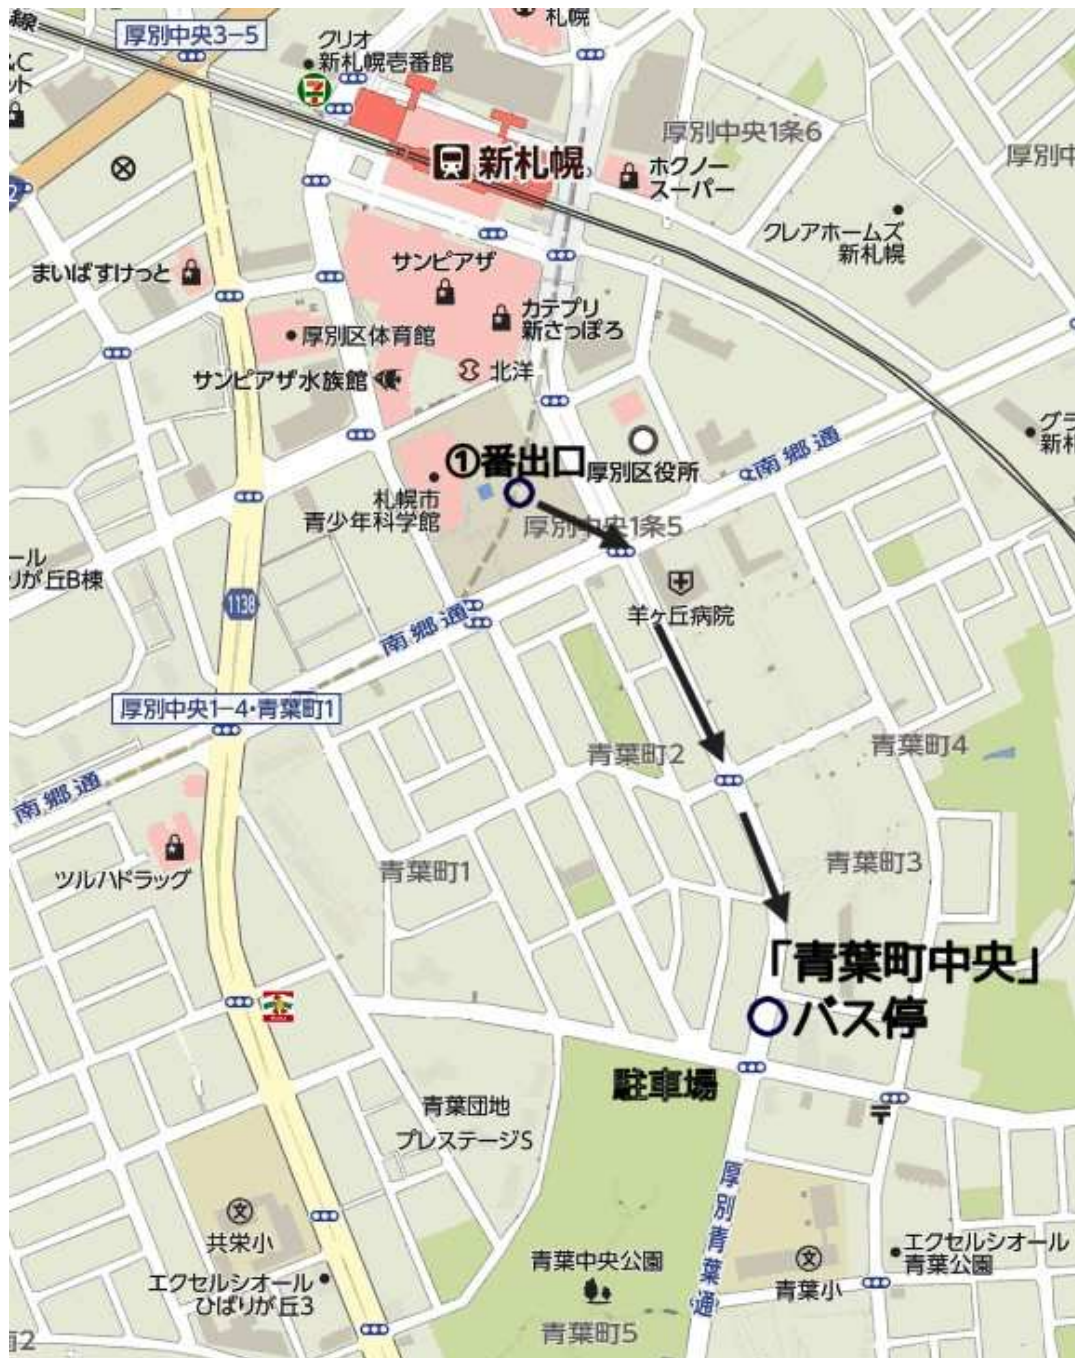 線
厚別中央3-5
札幌
クリオ
新札幌壱番館
新札幌
厚別中央1条6
ホクノー
スーパー
クレアホームズ
新札幌
まいばすけっと
サンピアザ
カテプリ
新さっぽろ
厚別区体育館
サンピアザ水族館
北洋
①番出口
厚別区役所
南郷通
札幌市
青少年科学館
厚別中央1条5
羊ヶ丘病院
1138
南郷通
厚別中央1-4・青葉町1
青葉町2
青葉町4
南郷通
ツルハドラッグ
青葉町1
青葉町3
「青葉町中央」
バス停
駐車場
青葉団地
プレステージS
厚別青葉通
共栄小
エクセルシオール
ひばりが丘3
青葉中央公園
青葉小
エクセルシオール
青葉公園
青葉町5